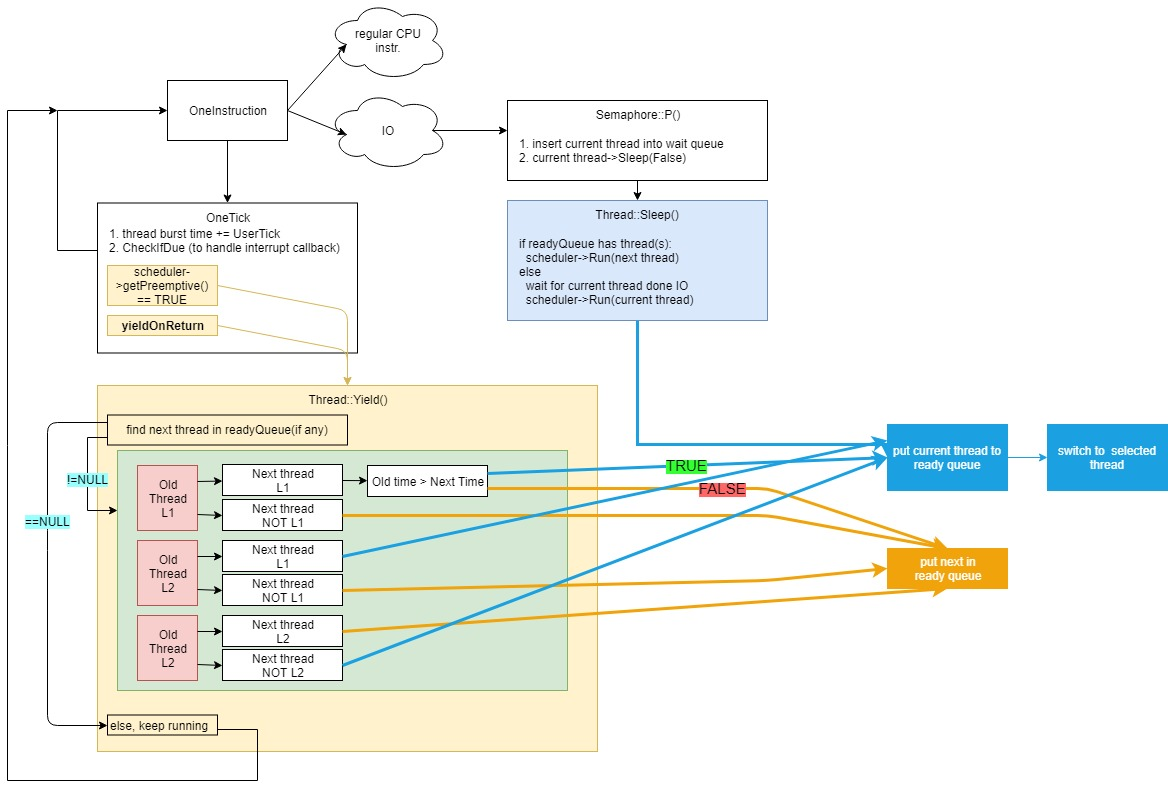 regular CPU
instr.
OneInstruction
IO
Semaphore::P()
1. insert current thread into wait queue
2. current thread->Sleep(False)
OneTick
1. thread burst time += UserTick
2. CheckIfDue (to handle interrupt callback)
scheduler-
>getPreemptive()
== TRUE
yieldOnReturn
Thread::Sleep()
if readyQueue has thread(s):
scheduler->Run(next thread)
else
wait for current thread done IO
scheduler->Run(current thread)
Thread::Yield()
find next thread in readyQueue(if any)
!=NULL
==NULL
Old
Thread
L1
Next thread
L1
Old time > Next Time
TRUE
FALSE
Next thread
NOT L1
Old
Thread
L2
Next thread
L1
Next thread
NOT L1
Old
Thread
L2
Next thread
L2
Next thread
NOT L2
else, keep running
put current thread to
ready queue
switch to selected
thread
put next in
ready queue